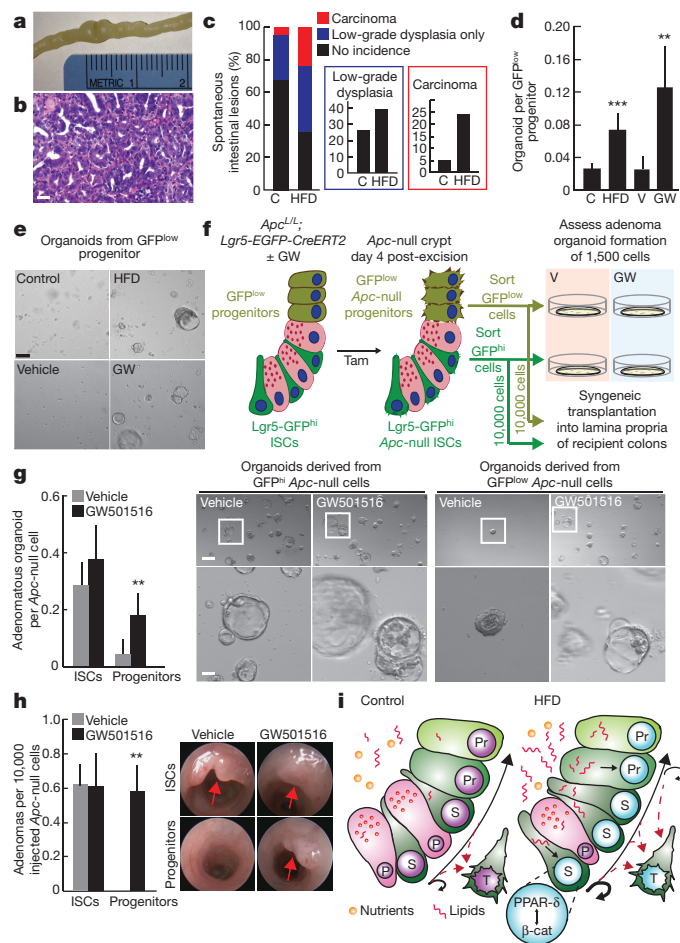 a
METRIC 1 2
b
c
Carcinoma
Low-grade dysplasia only
No incidence
Spontaneous
intestinal lesions (%)
100
80
60
40
20
0
C HFD
Low-grade
dysplasia
40
30
20
10
0
C HFD
Carcinoma
25
20
15
10
5
0
C HFD
d
Organoid per GFPlow
progenitor
0.20
0.16
0.12
0.08
0.04
0
***
**
C HFD V GW
e
Organoids from GFPlow
progenitor
Control
HFD
Vehicle
GW
f
ApcL/L;
Lgr5-EGFP-CreERT2
± GW
Apc-null crypt
day 4 post-excision
Assess adenoma
organoid formation
of 1,500 cells
GFPlow
progenitors
GFPlow
Apc-null
progenitors
Sort
GFPlow
cells
V
GW
Tam
Sort
GFPhi
cells
10,000 cells
10,000 cells
Lgr5-GFPhi
ISCs
Lgr5-GFPhi
Apc-null ISCs
Syngeneic
transplantation
into lamina propria
of recipient colons
g
Vehicle
GW501516
Adenomatous organoid
per Apc-null cell
0.6
0.4
0.2
0
**
ISCs Progenitors
Organoids derived from
GFPhi Apc-null cells
Vehicle
GW501516
Organoids derived from
GFPlow Apc-null cells
Vehicle
GW501516
h
Vehicle
GW501516
Adenomas per 10,000
injected Apc-null cells
1.0
0.8
0.6
0.4
0.2
0
**
ISCs Progenitors
Vehicle
GW501516
ISCs
Progenitors
i
Control
HFD
Pr
Pr
S
P
S
P
T
Pr
Pr
S
S
P
S
T
PPAR-δ
β-cat
Nutrients
Lipids